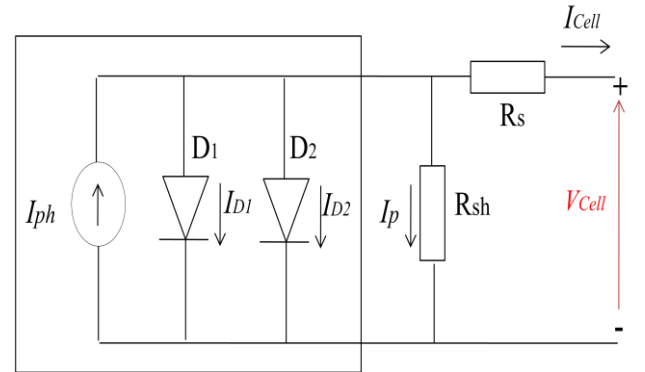 ICell
+
Rs
D1
D2
Iph
ID1
ID2
Ip
Rsh
VCell
-